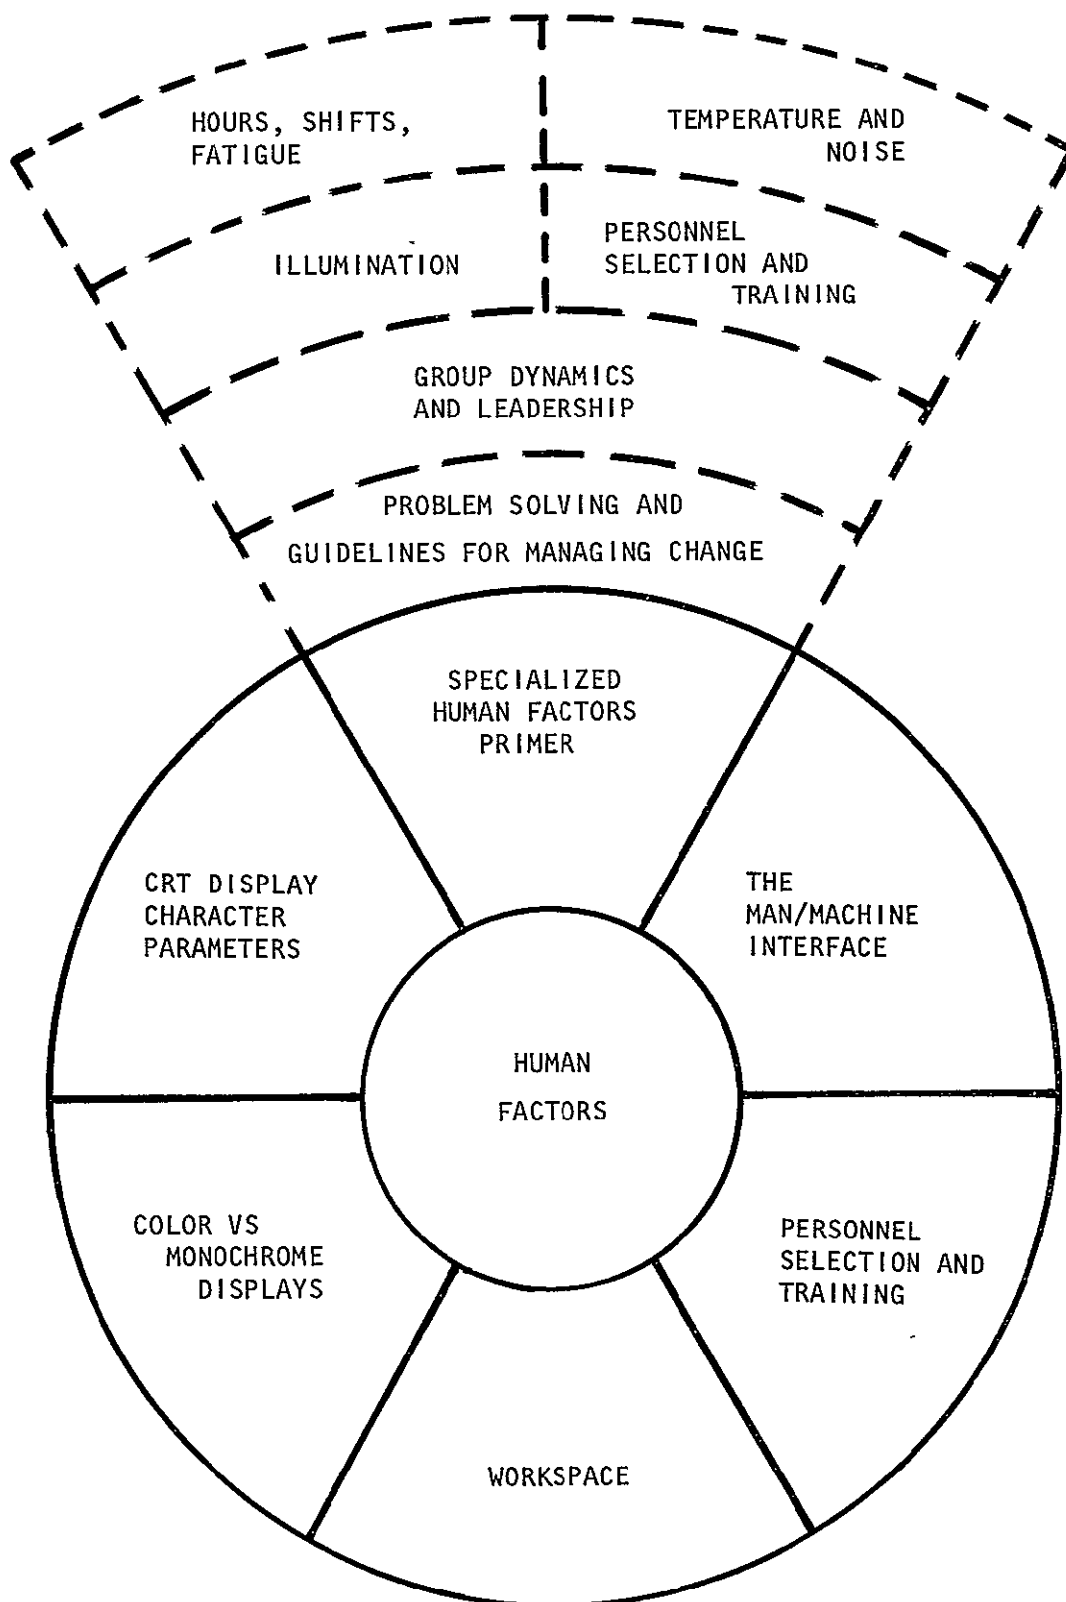 HOURS, SHIFTS,
FATIGUE
TEMPERATURE AND
NOISE
ILLUMINATION
PERSONNEL
SELECTION AND
TRAINING
GROUP DYNAMICS
AND LEADERSHIP
PROBLEM SOLVING AND
GUIDELINES FOR MANAGING CHANGE
SPECIALIZED
HUMAN FACTORS
PRIMER
CRT DISPLAY
CHARACTER
PARAMETERS
THE
MAN/MACHINE
INTERFACE
HUMAN
FACTORS
COLOR VS
MONOCHROME
DISPLAYS
PERSONNEL
SELECTION AND
TRAINING
WORKSPACE